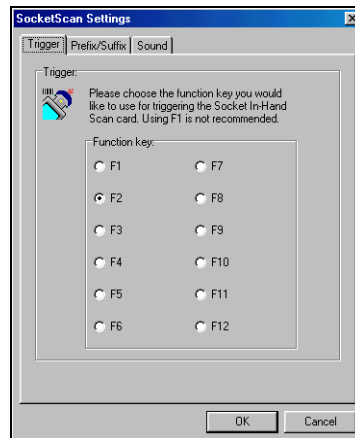 SocketScan Settings
Trigger Prefix/Suffix Sound
Trigger:
Please choose the function key you would
like to use for triggering the Socket In-Hand
Scan card. Using F1 is not recommended.
Function key:
F1 F7
F2 F8
F3 F9
F4 F10
F5 F11
F6 F12
OK Cancel